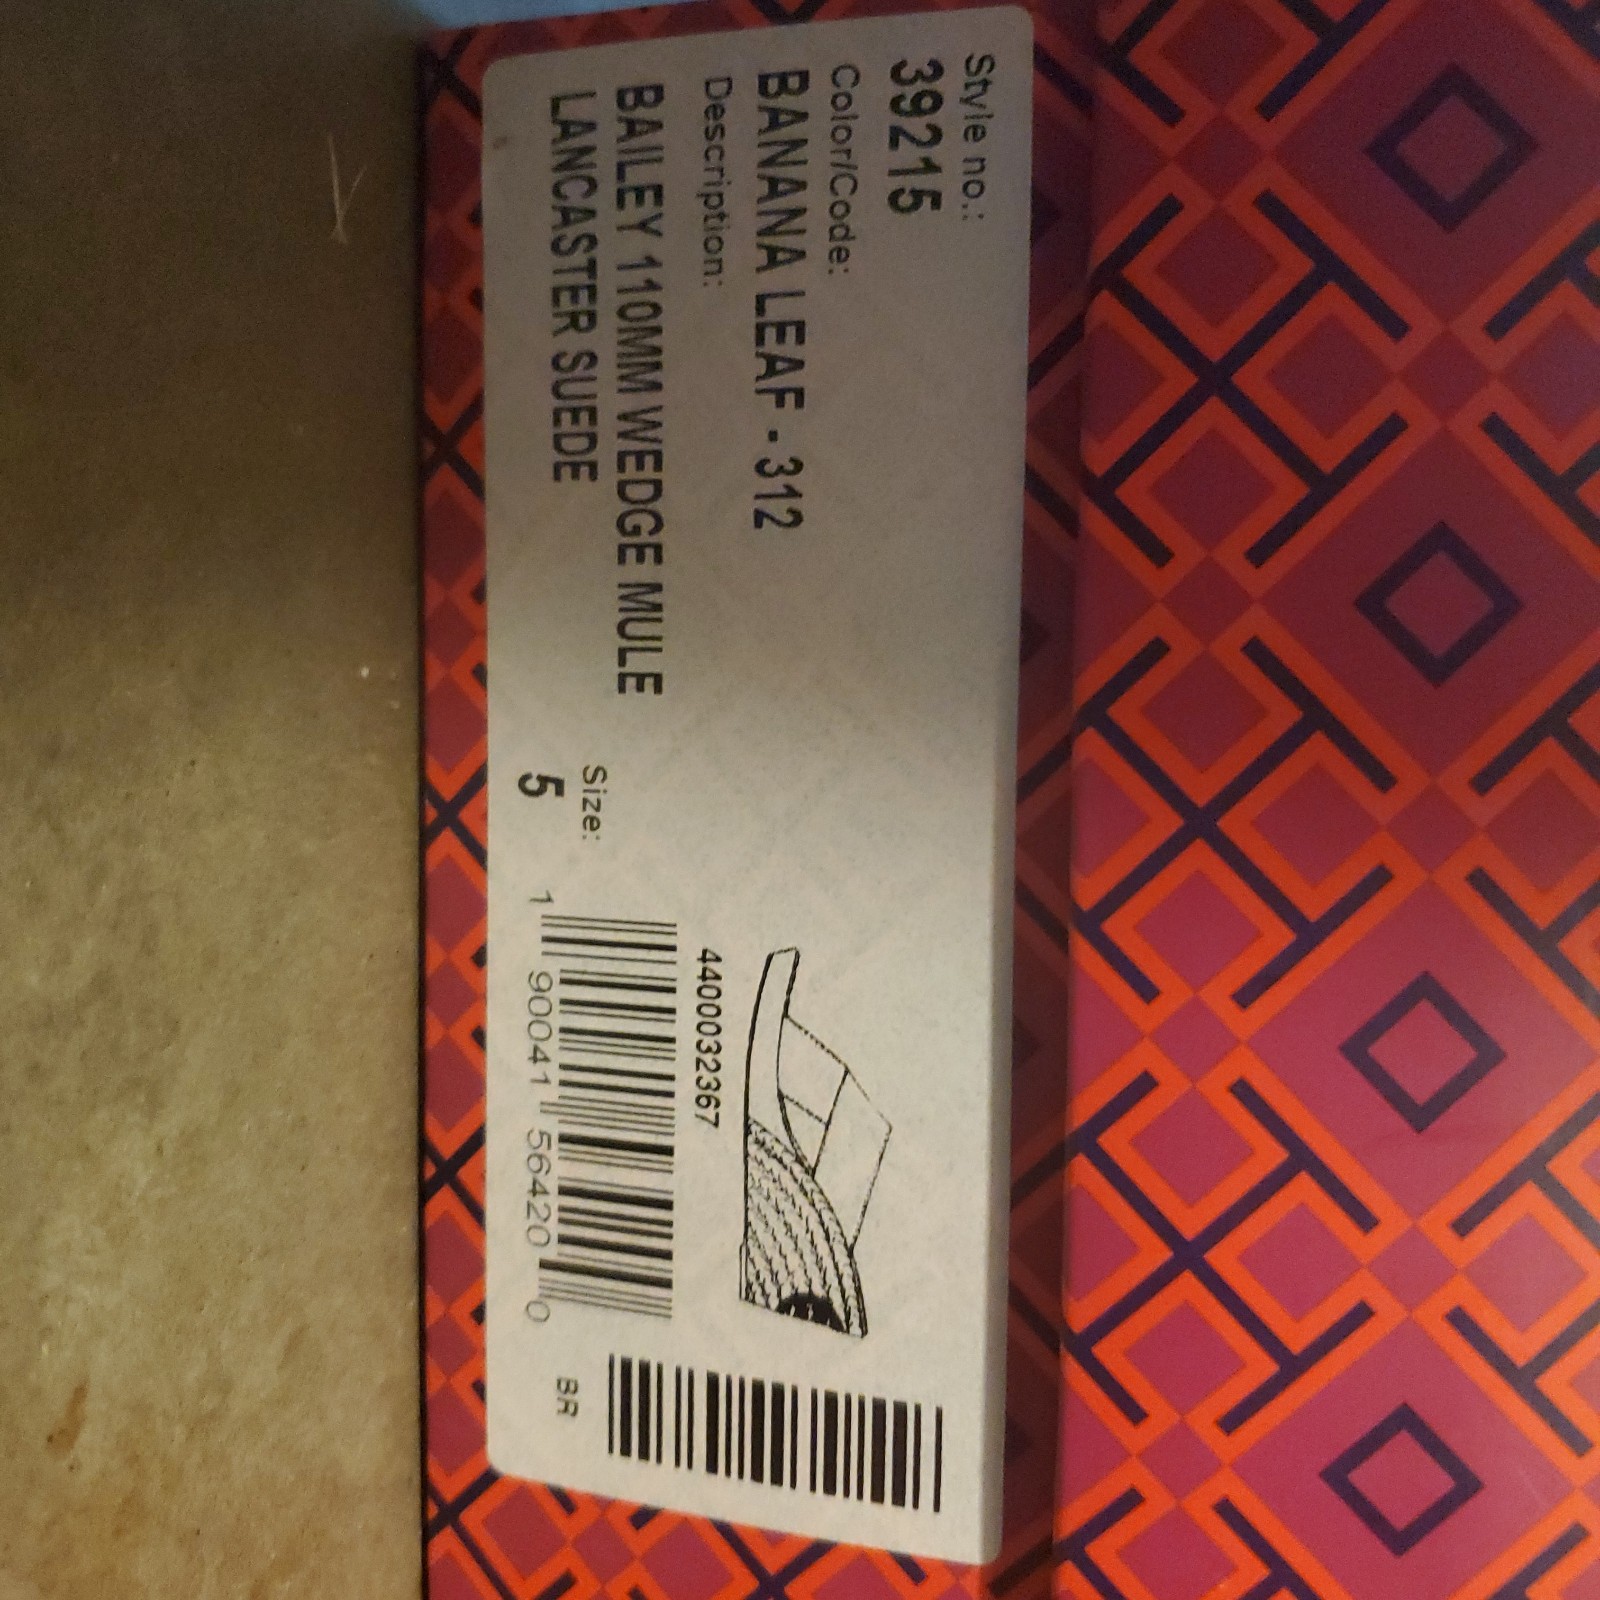 Style no.:
39215
Color/Code:
BANANA LEAF - 312
Description:
BAILEY 110MM WEDGE MULE
LANCASTER SUEDE
Size:
5
4400032367
1 90041 56420 0
BR